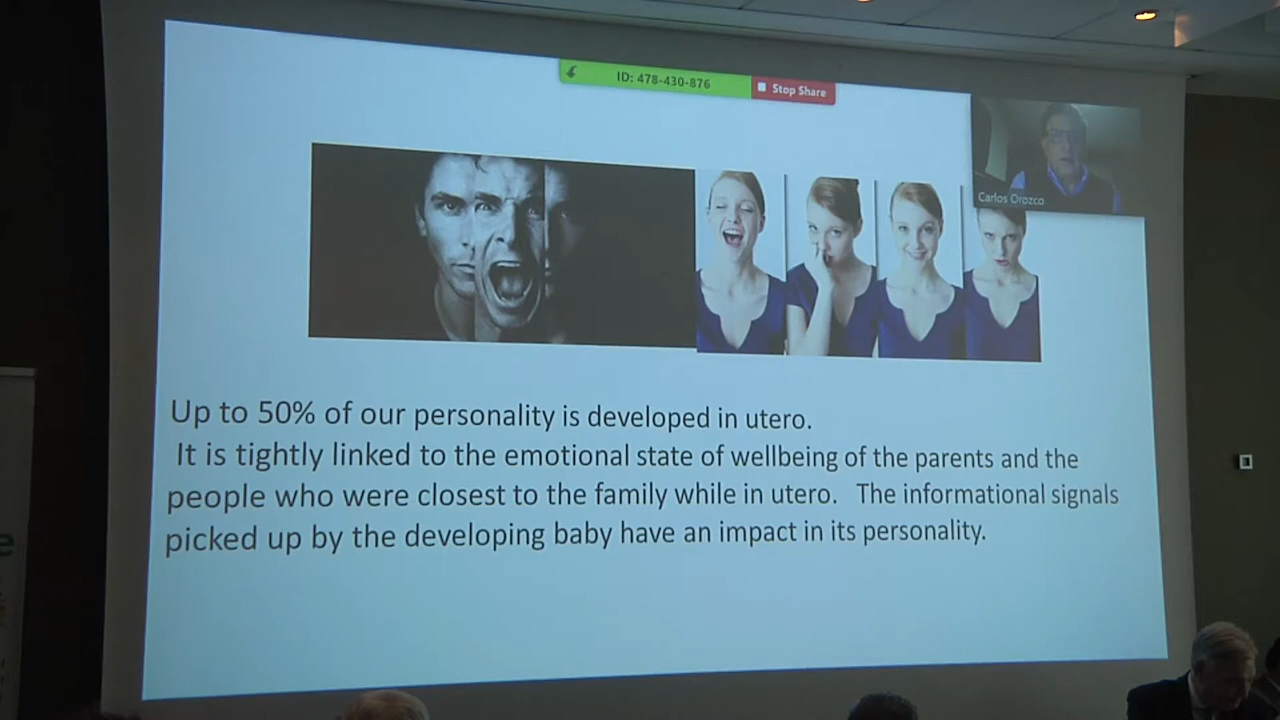 ID: 478-430-876
Stop Share
Carlos Orozco
Up to 50% of our personality is developed in utero.
It is tightly linked to the emotional state of wellbeing of the parents and the
people who were closest to the family while in utero. The informational signals
picked up by the developing baby have an impact in its personality.
e